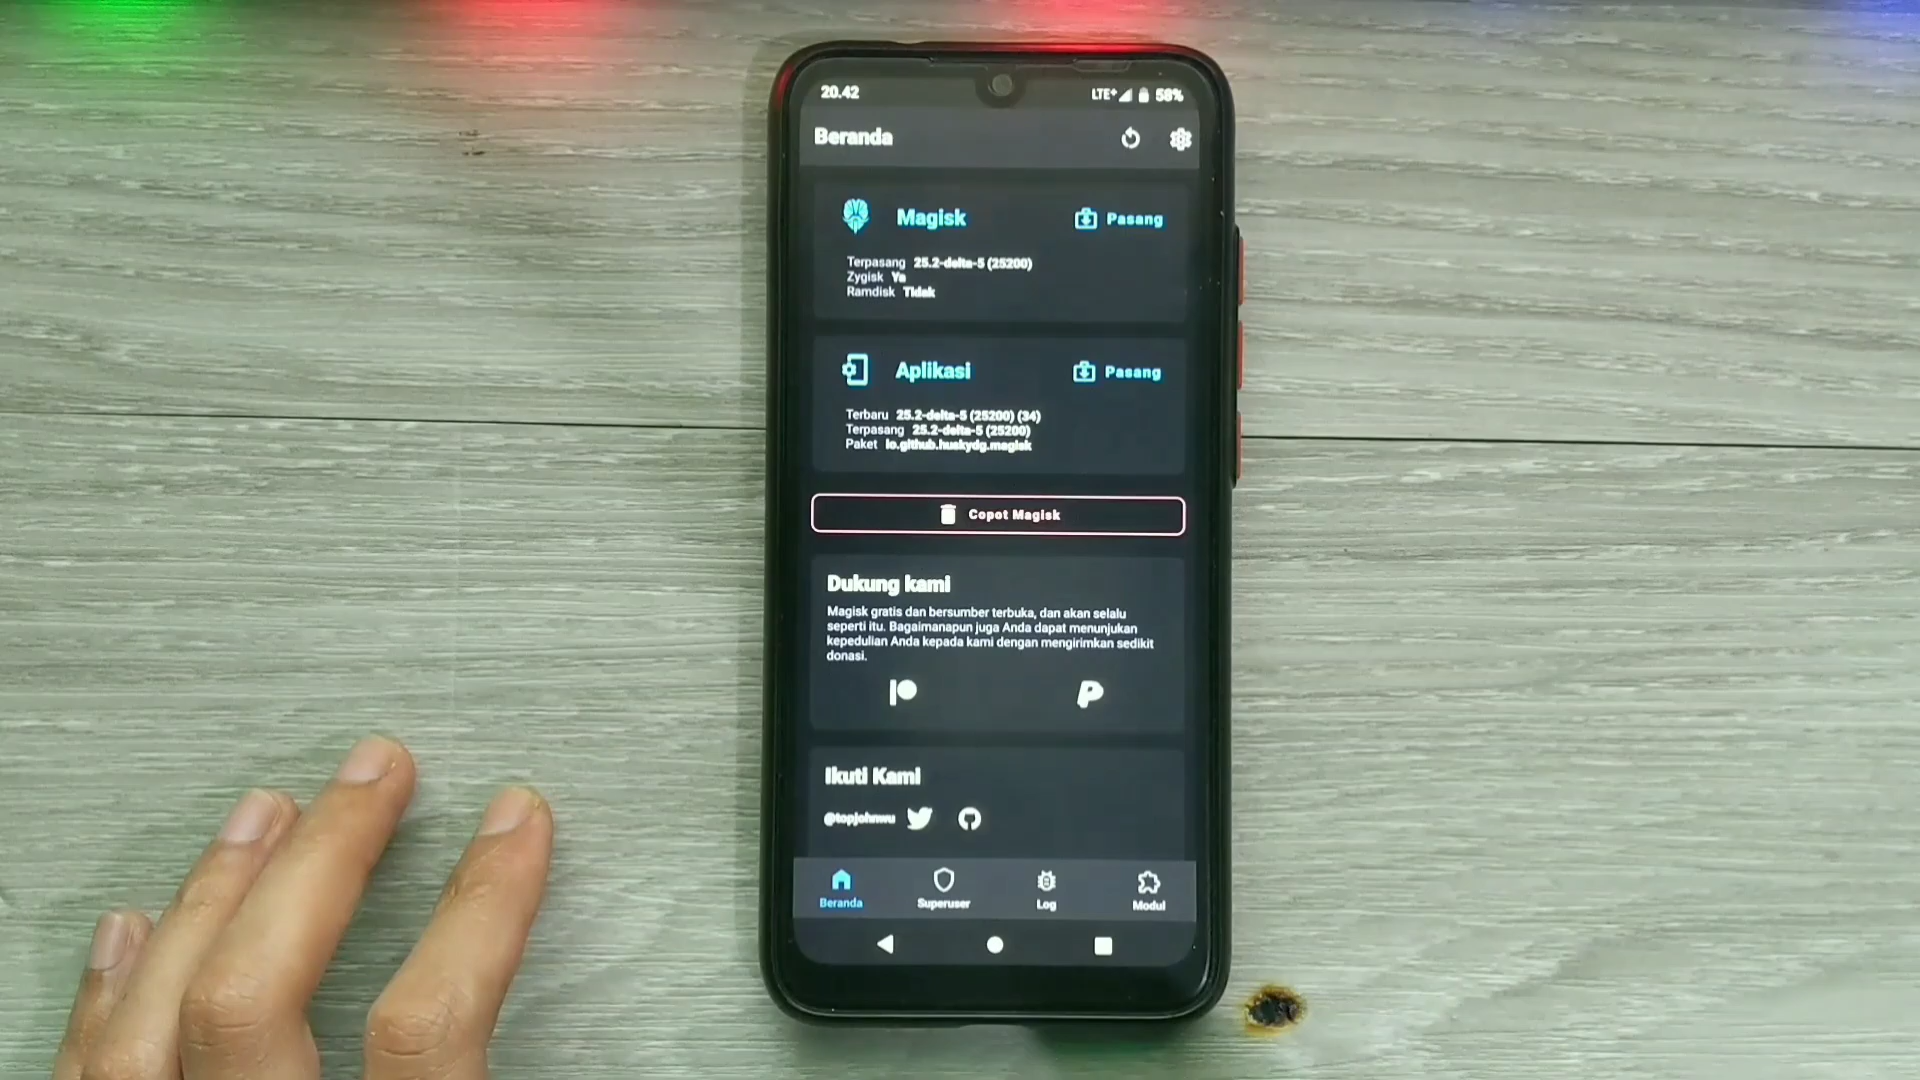 20.42 LTE+ 58%
Beranda
Magisk Pasang
Terpasang 25.2-delta-5 (25200)
Zygisk Ya
Ramdisk Tidak
Aplikasi Pasang
Terbaru 25.2-delta-5 (25200) (34)
Terpasang 25.2-delta-5 (25200)
Paket io.github.huskydg.magisk
Copot Magisk
Dukung kami
Magisk gratis dan bersumber terbuka, dan akan selalu
seperti itu. Bagaimanapun juga Anda dapat menunjukan
kepedulian Anda kepada kami dengan mengirimkan sedikit
donasi.
Ikuti Kami
@topjohnwu
Beranda Superuser Log Modul